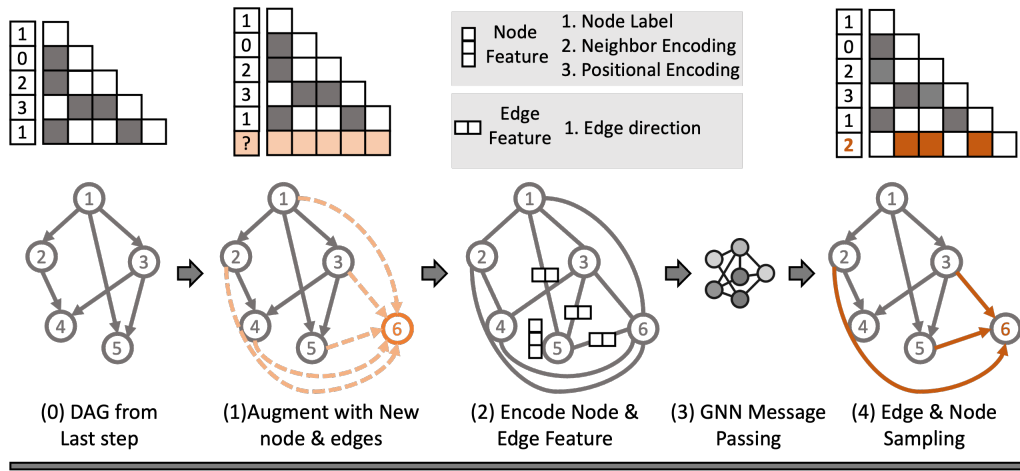 1
0
2
3
1
1
0
2
3
1
?
Node
Feature
1. Node Label
2. Neighbor Encoding
3. Positional Encoding
Edge
Feature
1. Edge direction
1
0
2
3
1
2
1
2
3
4
5
1
2
3
4
5
6
1
2
3
4
5
6
1
2
3
4
5
6
(0) DAG from
Last step
(1)Augment with New
node & edges
(2) Encode Node &
Edge Feature
(3) GNN Message
Passing
(4) Edge & Node
Sampling